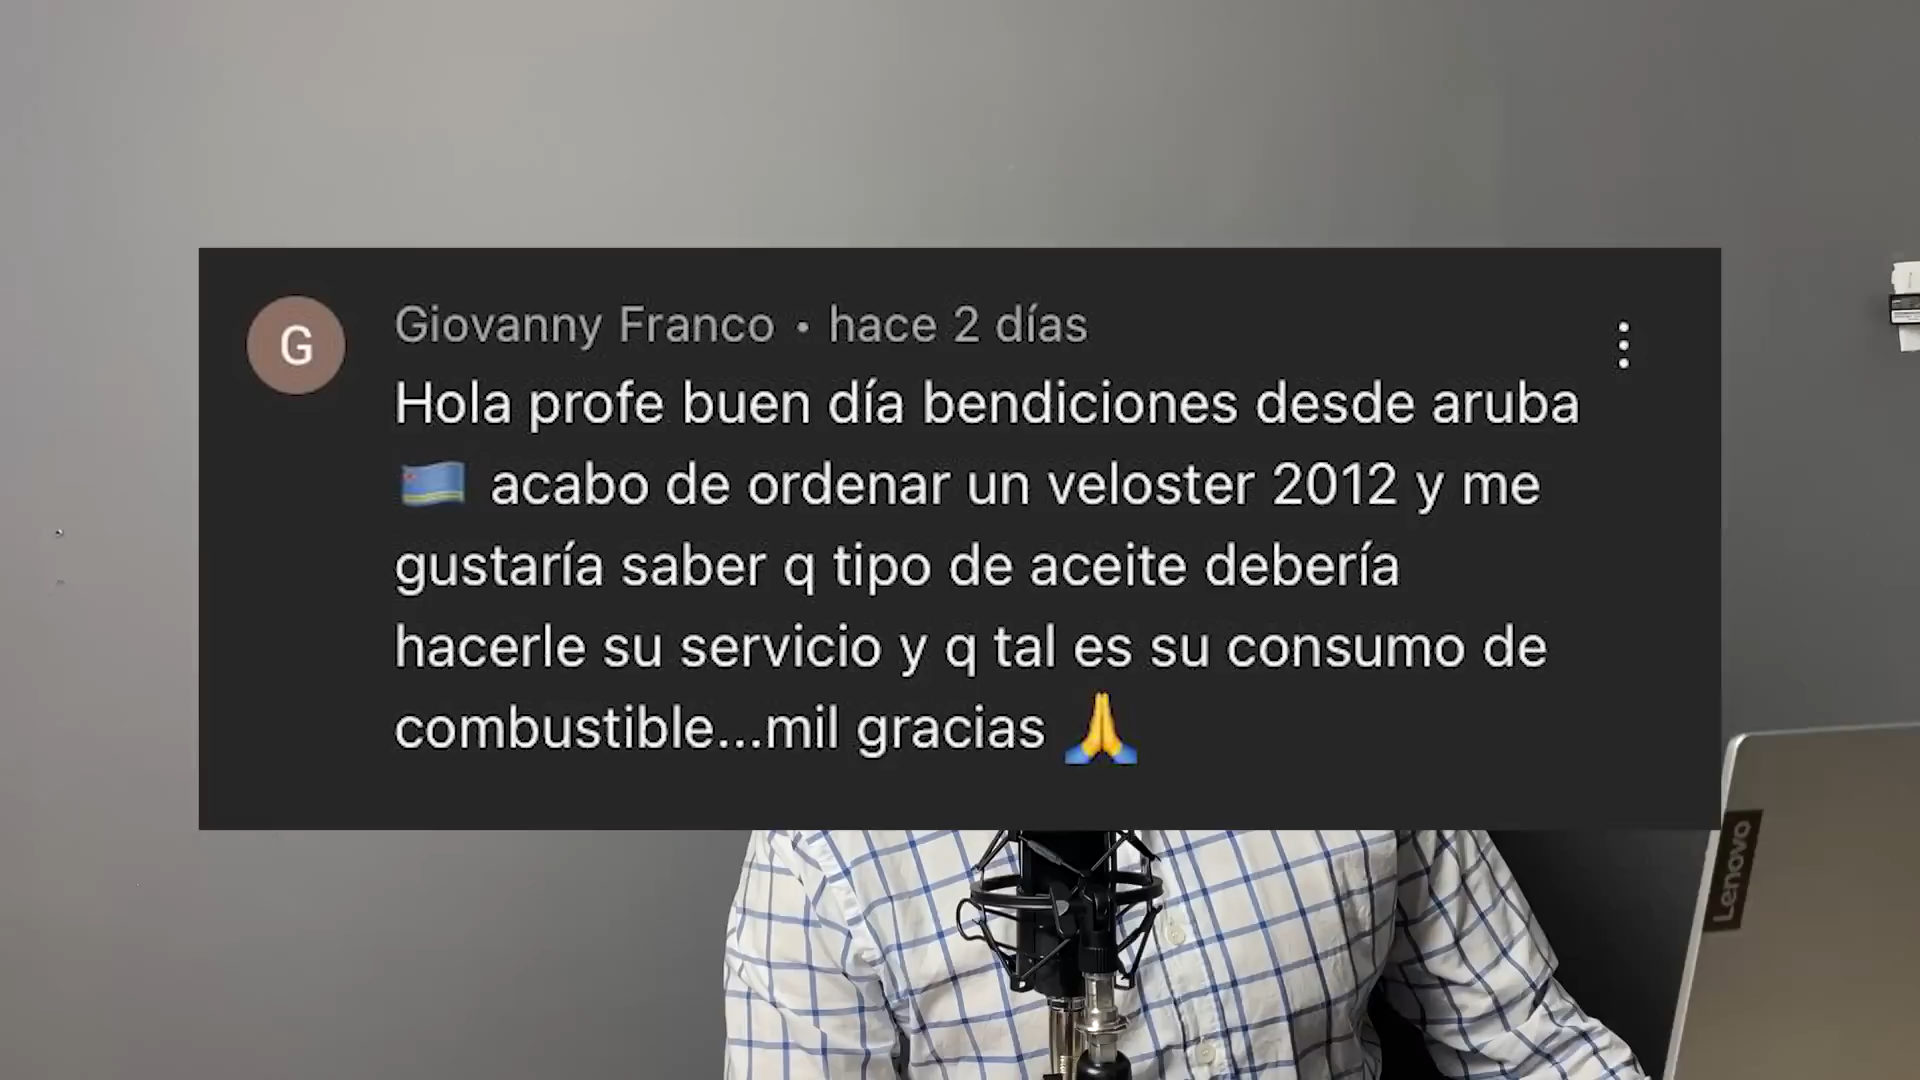 G
Giovanny Franco • hace 2 días
Hola profe buen día bendiciones desde aruba
🇦🇼 acabo de ordenar un veloster 2012 y me
gustaría saber q tipo de aceite debería
hacerle su servicio y q tal es su consumo de
combustible...mil gracias 🙏
Lenovo